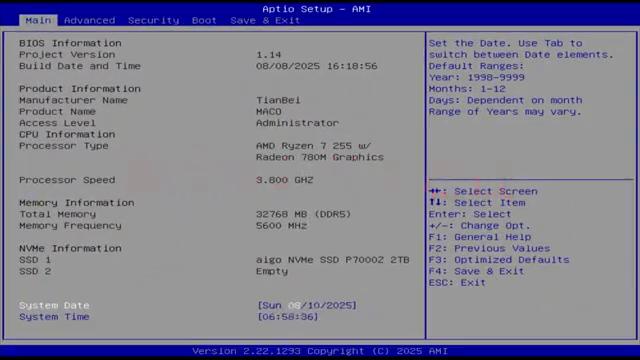 Aptio Setup – AMI
Main Advanced Security Boot Save & Exit
BIOS Information
Project Version 1.14
Build Date and Time 08/08/2025 16:18:56
Product Information
Manufacturer Name TianBei
Product Name MACO
Access Level Administrator
CPU Information
Processor Type AMD Ryzen 7 255 w/
Radeon 780M Graphics
Processor Speed 3.800 GHZ
Memory Information
Total Memory 32768 MB (DDR5)
Memory Frequency 5600 MHz
NVMe Information
SSD 1 aigo NVMe SSD P7000Z 2TB
SSD 2 Empty
System Date [Sun 08/10/2025]
System Time [06:58:36]
Set the Date. Use Tab to
switch between Date elements.
Default Ranges:
Year: 1998-9999
Months: 1-12
Days: Dependent on month
Range of Years may vary.
→←: Select Screen
↑↓: Select Item
Enter: Select
+/-: Change Opt.
F1: General Help
F2: Previous Values
F3: Optimized Defaults
F4: Save & Exit
ESC: Exit
Version 2.22.1293 Copyright (C) 2025 AMI